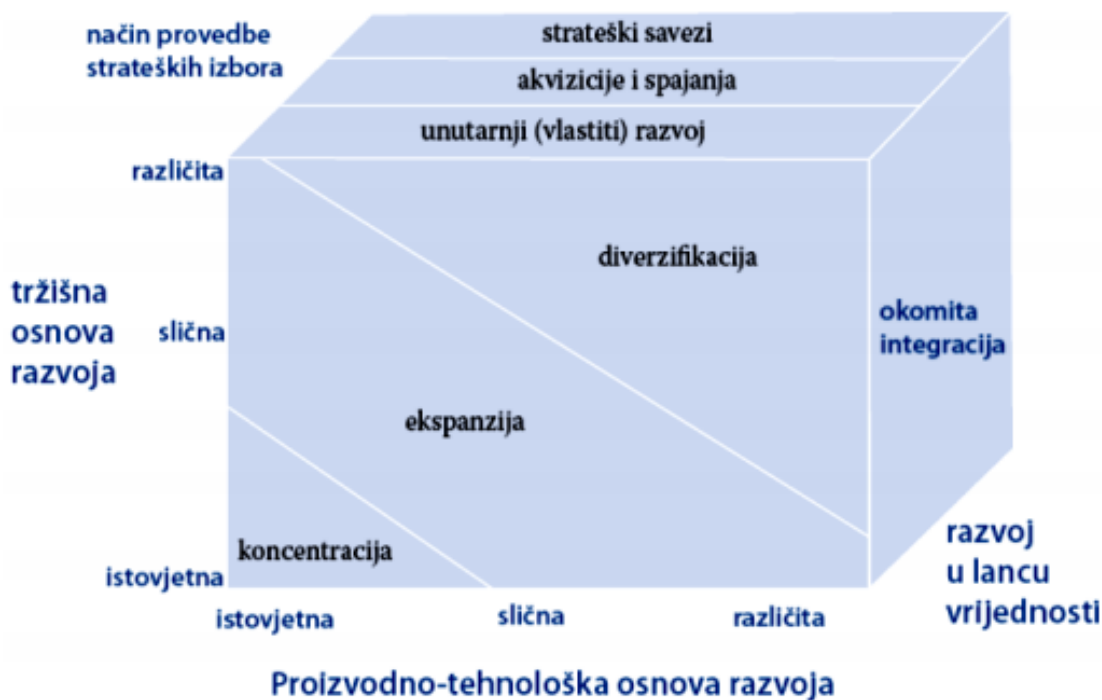 način provedbe
strateških izbora
strateški savezi
akvizicije i spajanja
unutarnji (vlastiti) razvoj
različita
diverzifikacija
tržišna
osnova
razvoja
slična
okomita
integracija
ekspanzija
koncentracija
istovjetna
razvoj
u lancu
vrijednosti
istovjetna
slična
različita
Proizvodno-tehnološka osnova razvoja